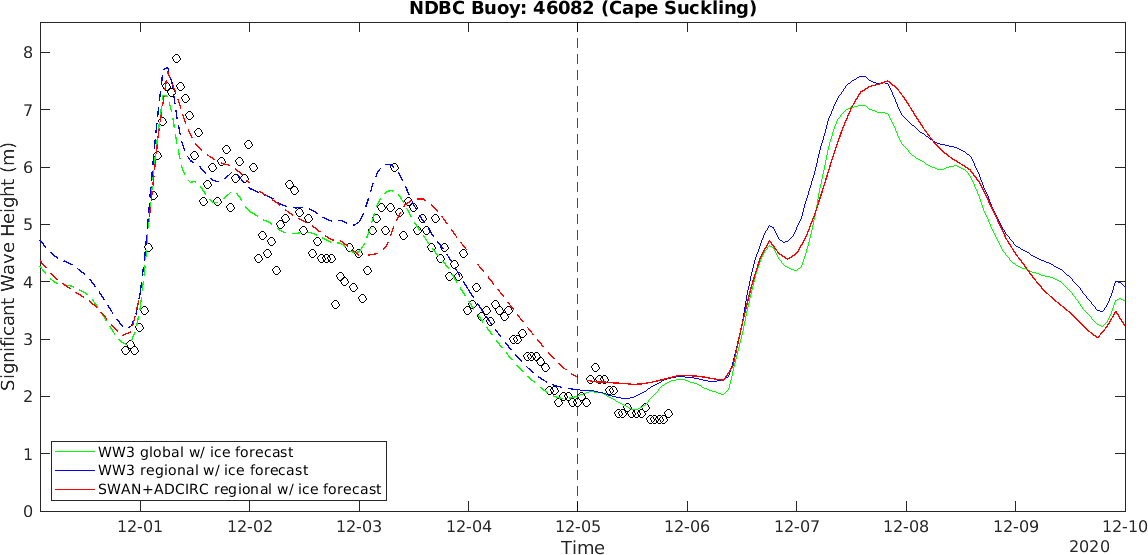 NDBC Buoy: 46082 (Cape Suckling)
Significant Wave Height (m)
8
7
6
5
4
3
2
1
0
WW3 global w/ ice forecast
WW3 regional w/ ice forecast
SWAN+ADCIRC regional w/ ice forecast
12-01 12-02 12-03 12-04 12-05 12-06 12-07 12-08 12-09 12-10
Time
2020